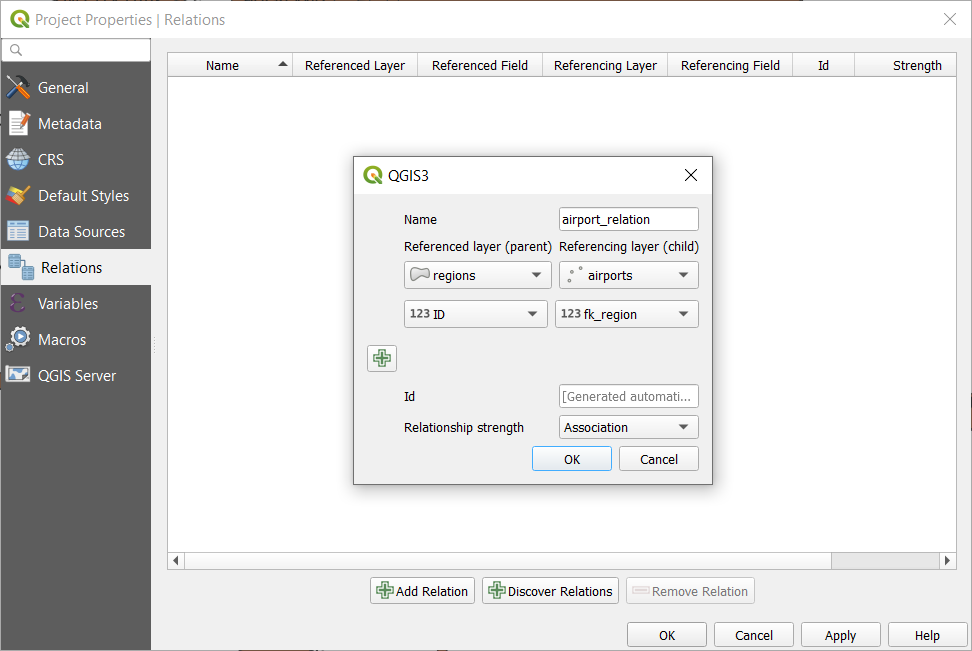 Project Properties | Relations
Name Referenced Layer Referenced Field Referencing Layer Referencing Field Id Strength
General
Metadata
CRS
Default Styles
Data Sources
Relations
Variables
Macros
QGIS Server
QGIS3
Name airport_relation
Referenced layer (parent) Referencing layer (child)
regions airports
123 ID 123 fk_region
Id [Generated automati...
Relationship strength Association
OK Cancel
Add Relation Discover Relations Remove Relation
OK Cancel Apply Help